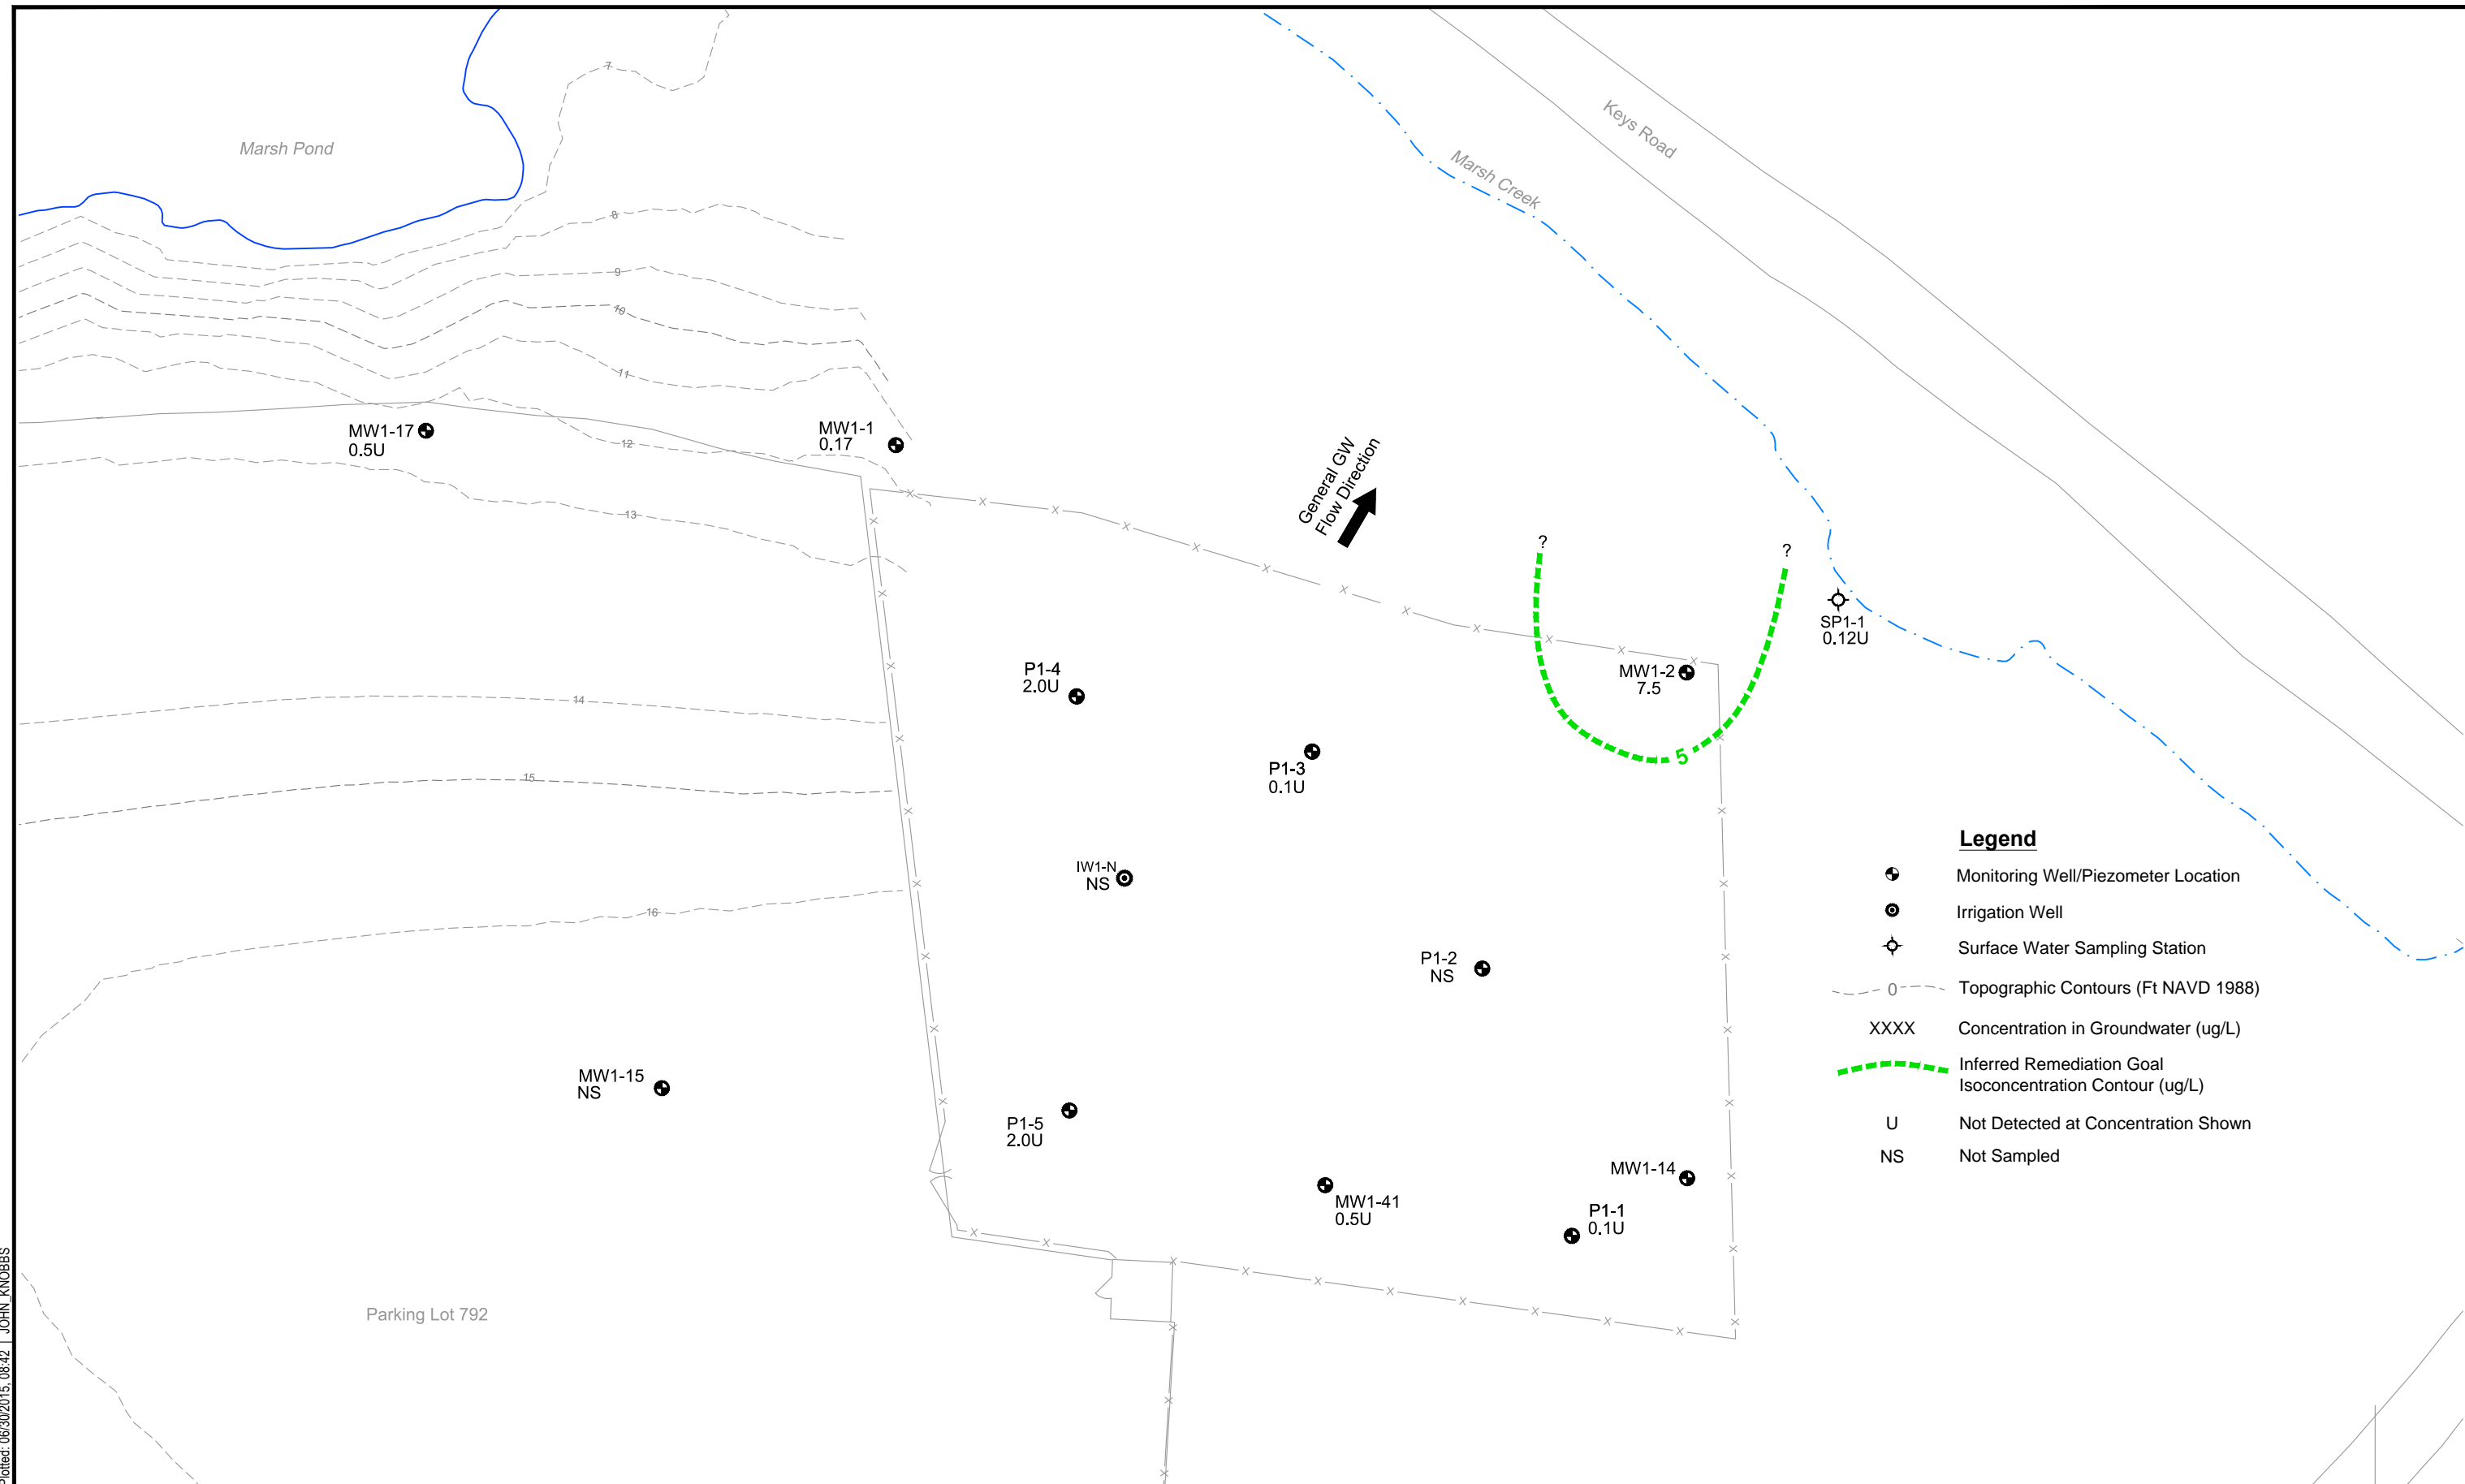 7
Marsh Pond
Keys Road
Marsh Creek
8
9
10
11
MW1-17
0.5U
MW1-1
0.17
12
13
General GW
Flow Direction
?
?
SP1-1
0.12U
P1-4
2.0U
MW1-2
7.5
14
5
P1-3
0.1U
15
IW1-N
NS
16
P1-2
NS
MW1-15
NS
P1-5
2.0U
MW1-41
0.5U
MW1-14
P1-1
0.1U
Parking Lot 792
Legend
Monitoring Well/Piezometer Location
Irrigation Well
Surface Water Sampling Station
0 Topographic Contours (Ft NAVD 1988)
XXXX Concentration in Groundwater (ug/L)
Inferred Remediation Goal
Isoconcentration Contour (ug/L)
U Not Detected at Concentration Shown
NS Not Sampled
Plotted: 06/30/2015, 08:42 | JOHN_KNOBBS